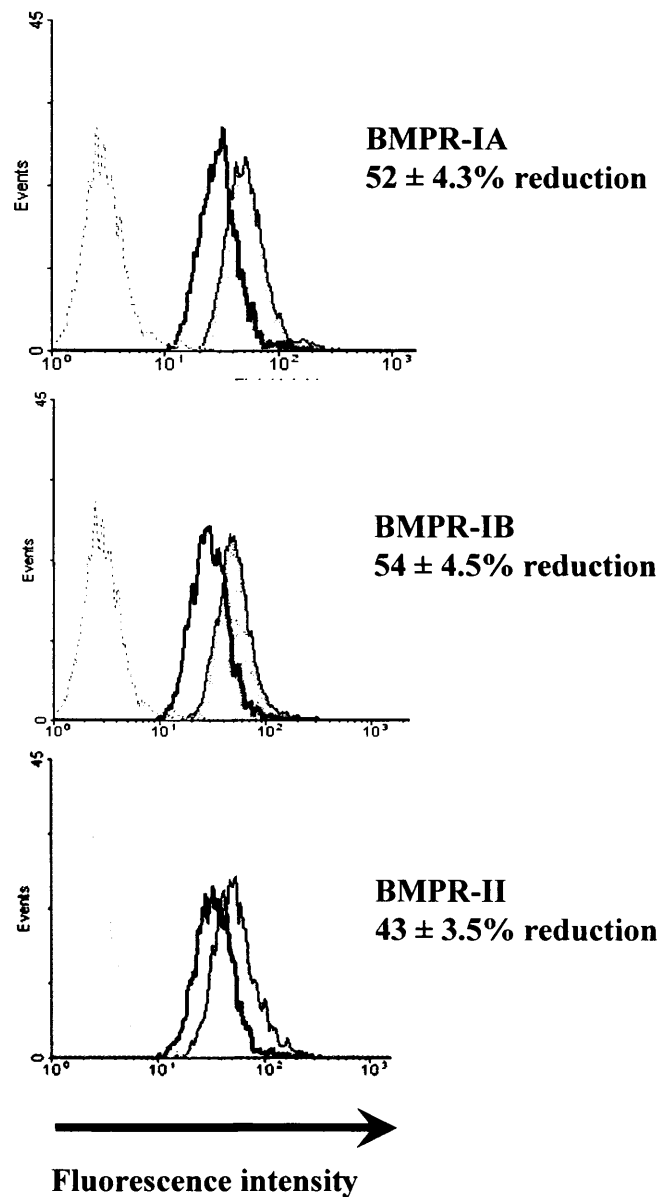 45
Events
0
BMPR-IA
52 ± 4.3% reduction
10⁰ 10¹ 10² 10³
45
Events
0
BMPR-IB
54 ± 4.5% reduction
10⁰ 10¹ 10² 10³
45
Events
0
BMPR-II
43 ± 3.5% reduction
10⁰ 10¹ 10² 10³
Fluorescence intensity